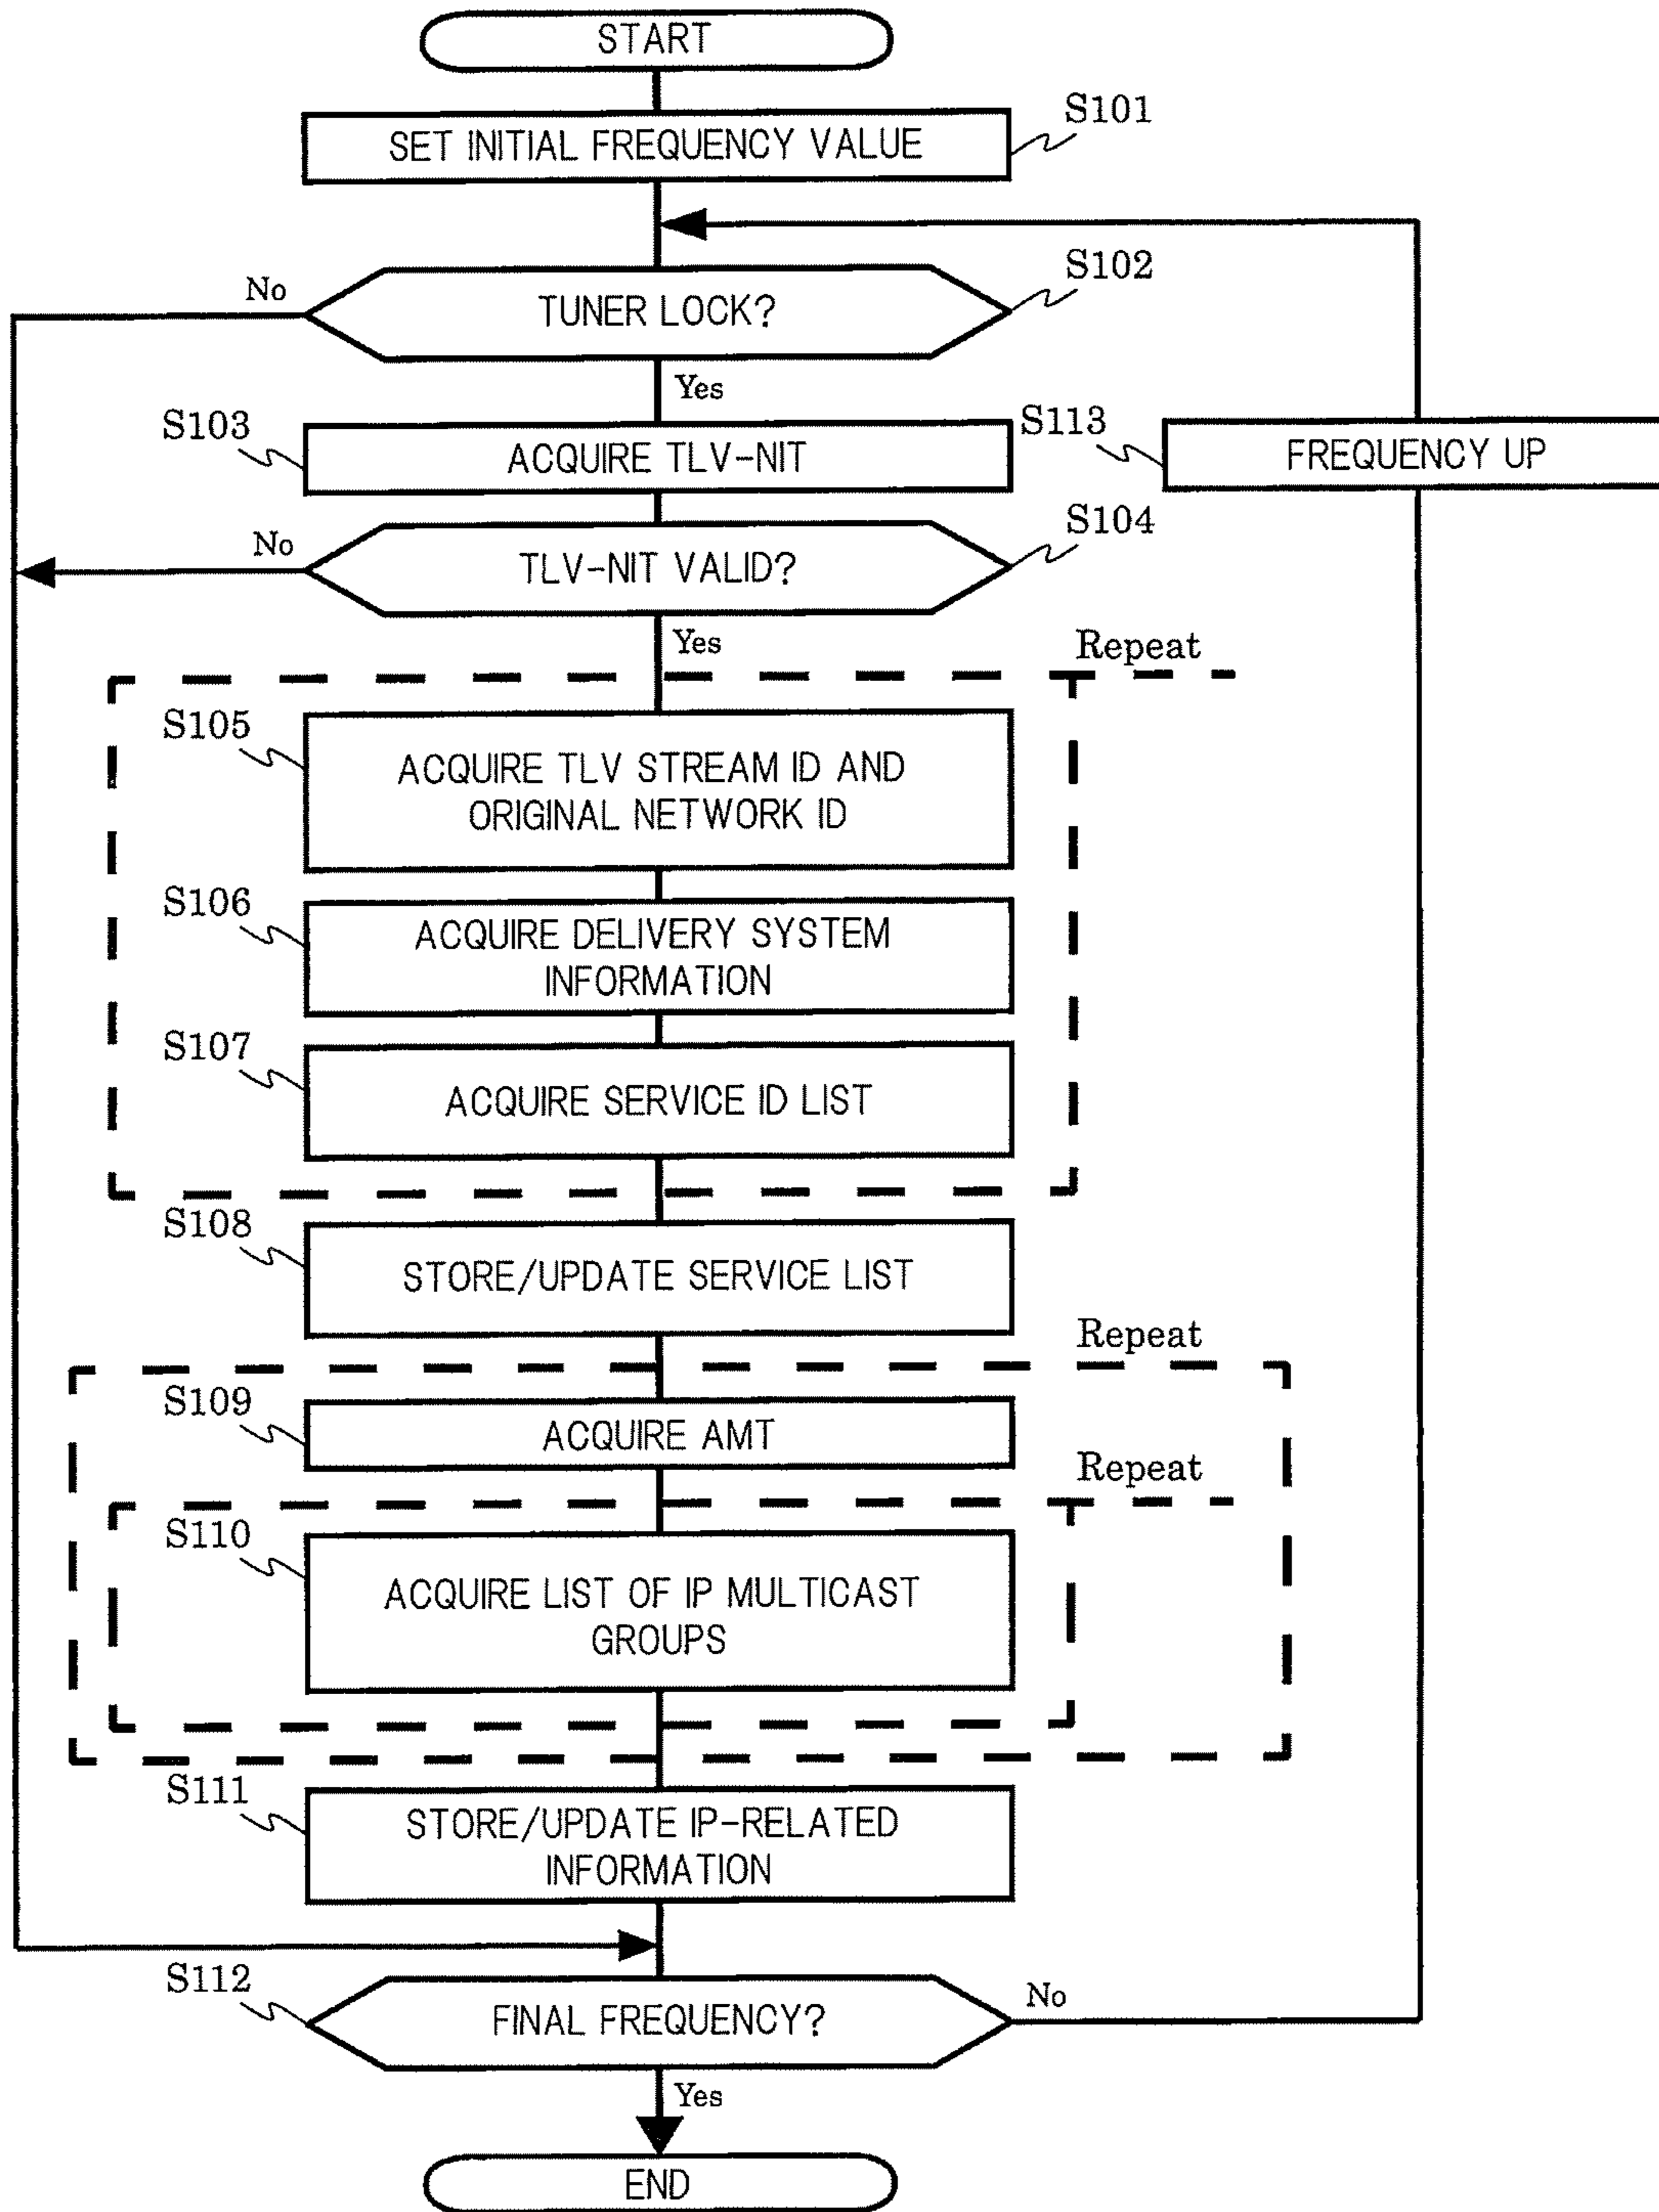 START
SET INITIAL FREQUENCY VALUE
S101
TUNER LOCK?
S102
No
Yes
S103
ACQUIRE TLV-NIT
S113
FREQUENCY UP
TLV-NIT VALID?
S104
No
Yes
Repeat
S105
ACQUIRE TLV STREAM ID AND
ORIGINAL NETWORK ID
S106
ACQUIRE DELIVERY SYSTEM
INFORMATION
S107
ACQUIRE SERVICE ID LIST
S108
STORE/UPDATE SERVICE LIST
Repeat
S109
ACQUIRE AMT
Repeat
S110
ACQUIRE LIST OF IP MULTICAST
GROUPS
S111
STORE/UPDATE IP-RELATED
INFORMATION
S112
FINAL FREQUENCY?
No
Yes
END